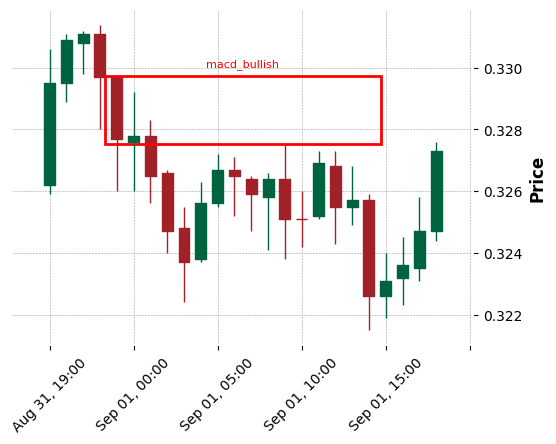 macd_bullish
0.330
0.328
0.326
0.324
0.322
Price
Aug 31, 19:00
Sep 01, 00:00
Sep 01, 05:00
Sep 01, 10:00
Sep 01, 15:00